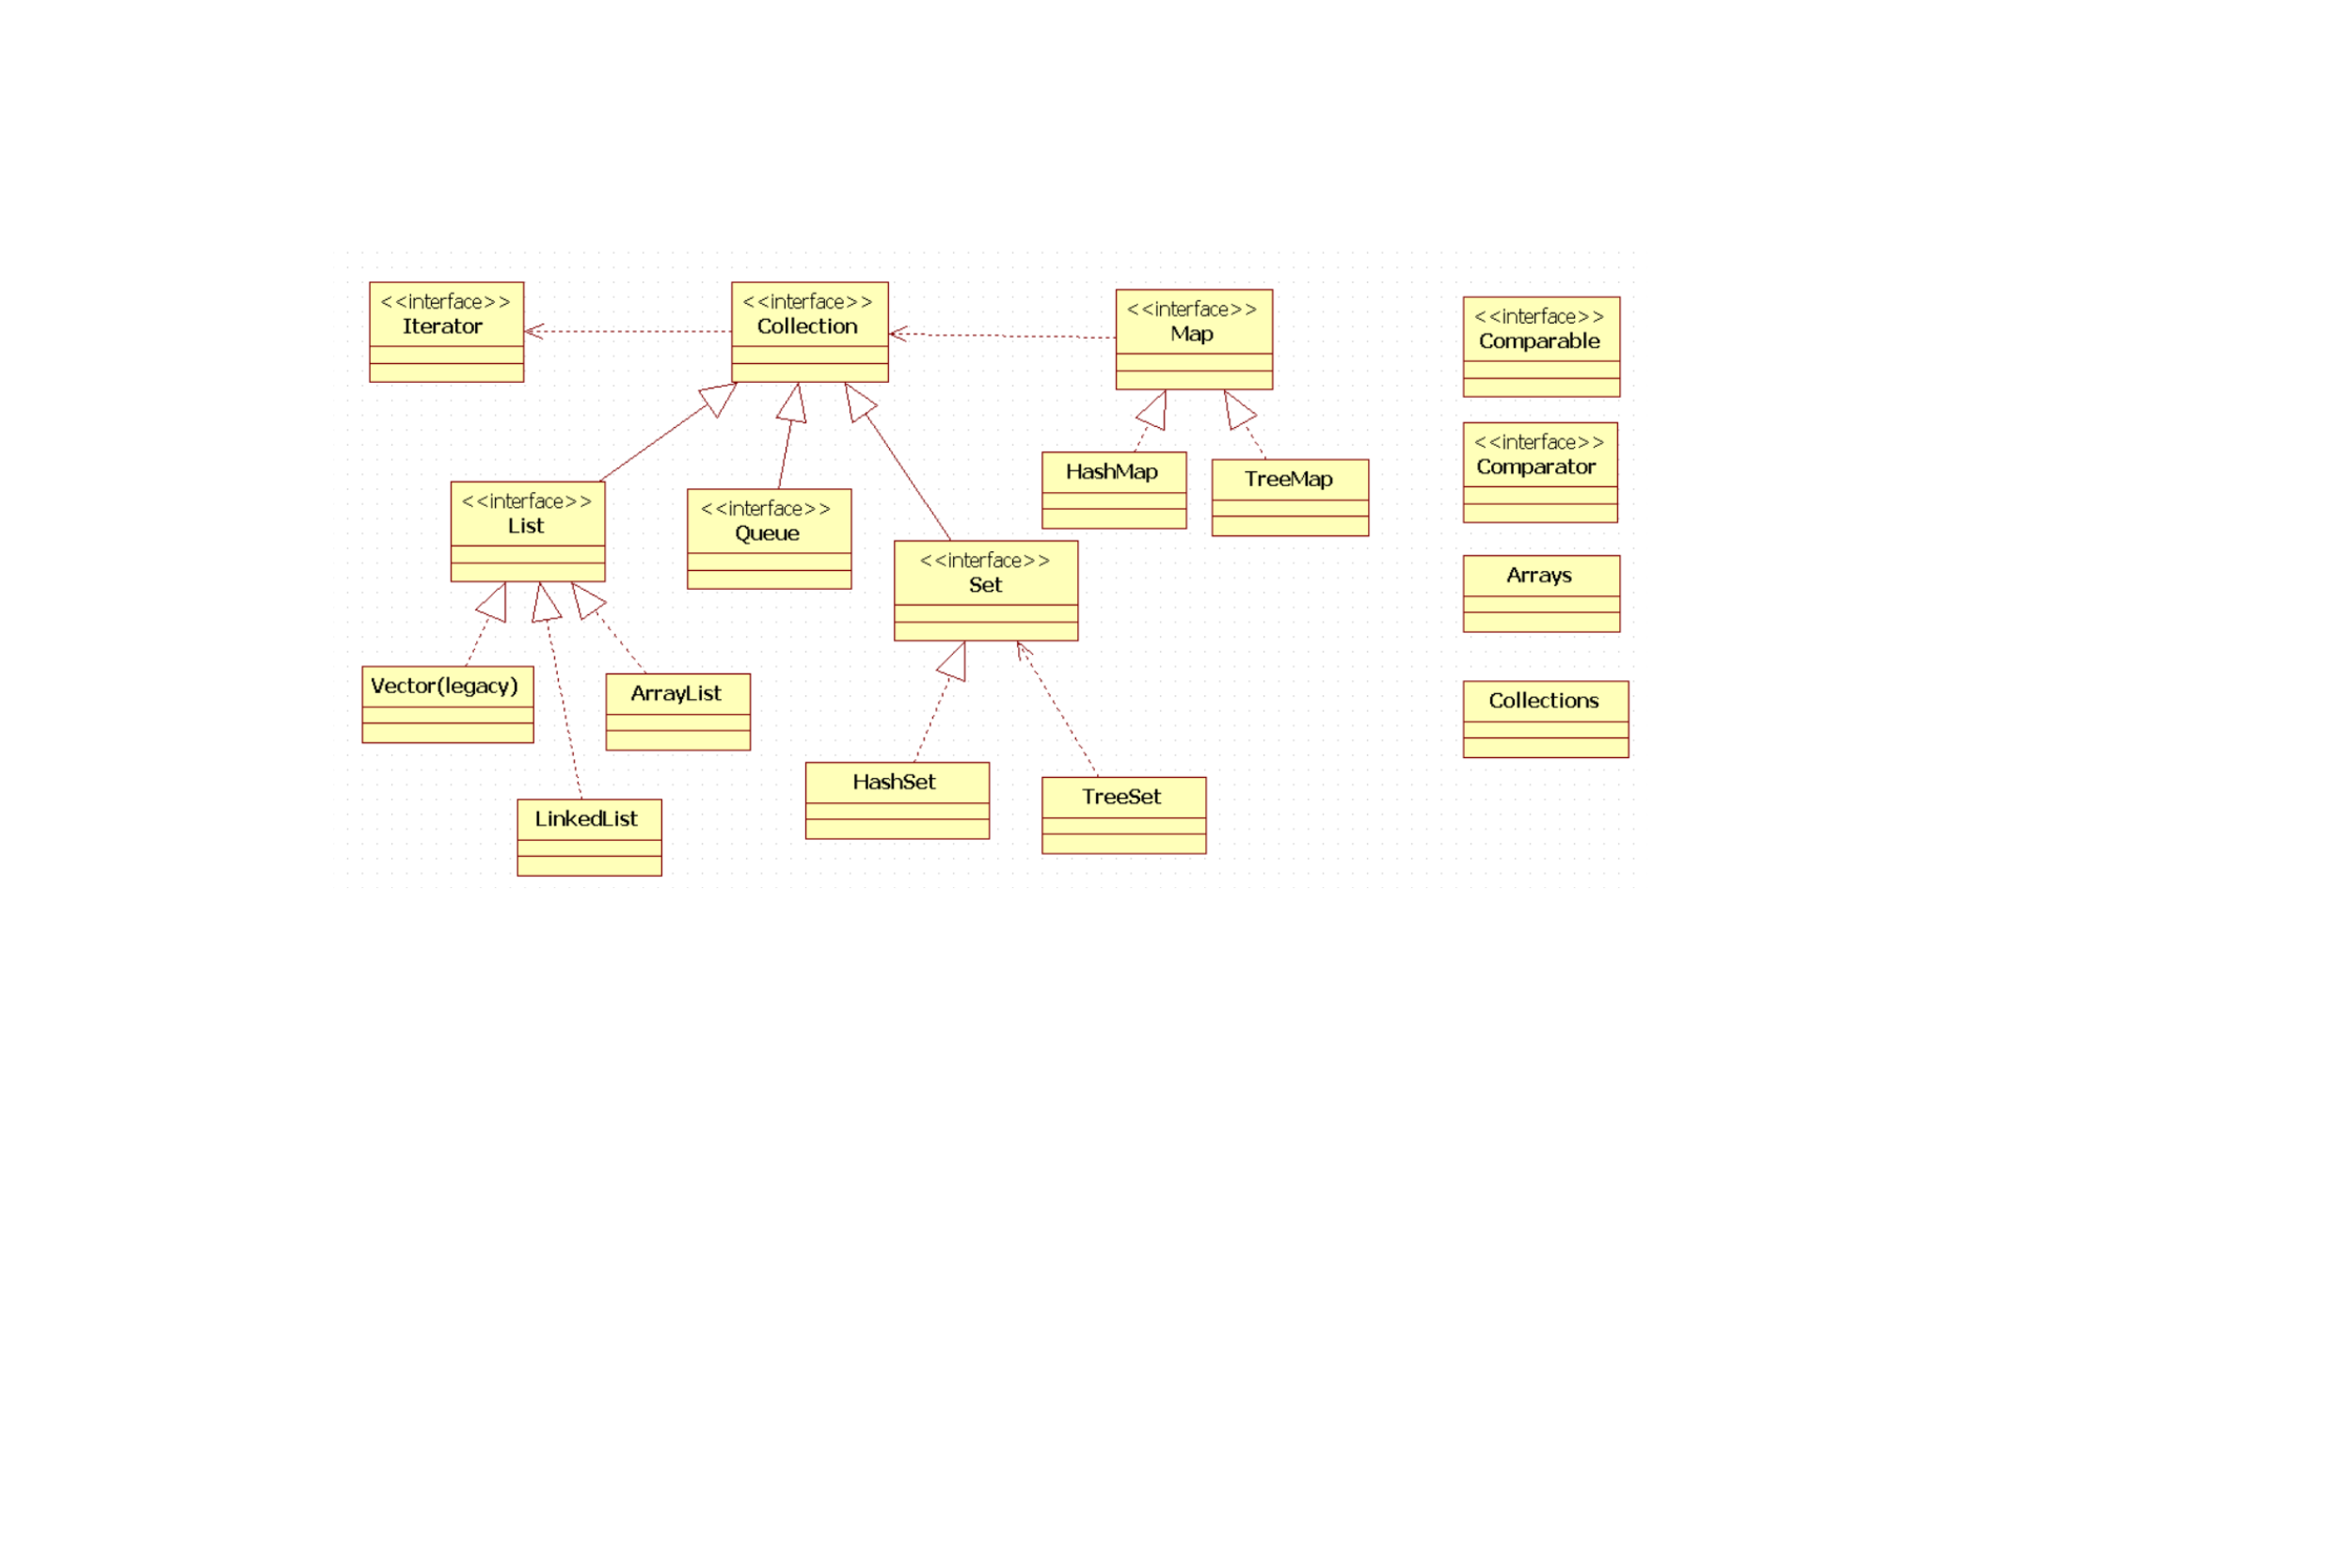 <<interface>>
Iterator
<<interface>>
Collection
<<interface>>
Map
<<interface>>
Comparable
<<interface>>
Comparator
<<interface>>
List
<<interface>>
Queue
<<interface>>
Set
HashMap
TreeMap
Arrays
Vector(legacy)
ArrayList
Collections
LinkedList
HashSet
TreeSet